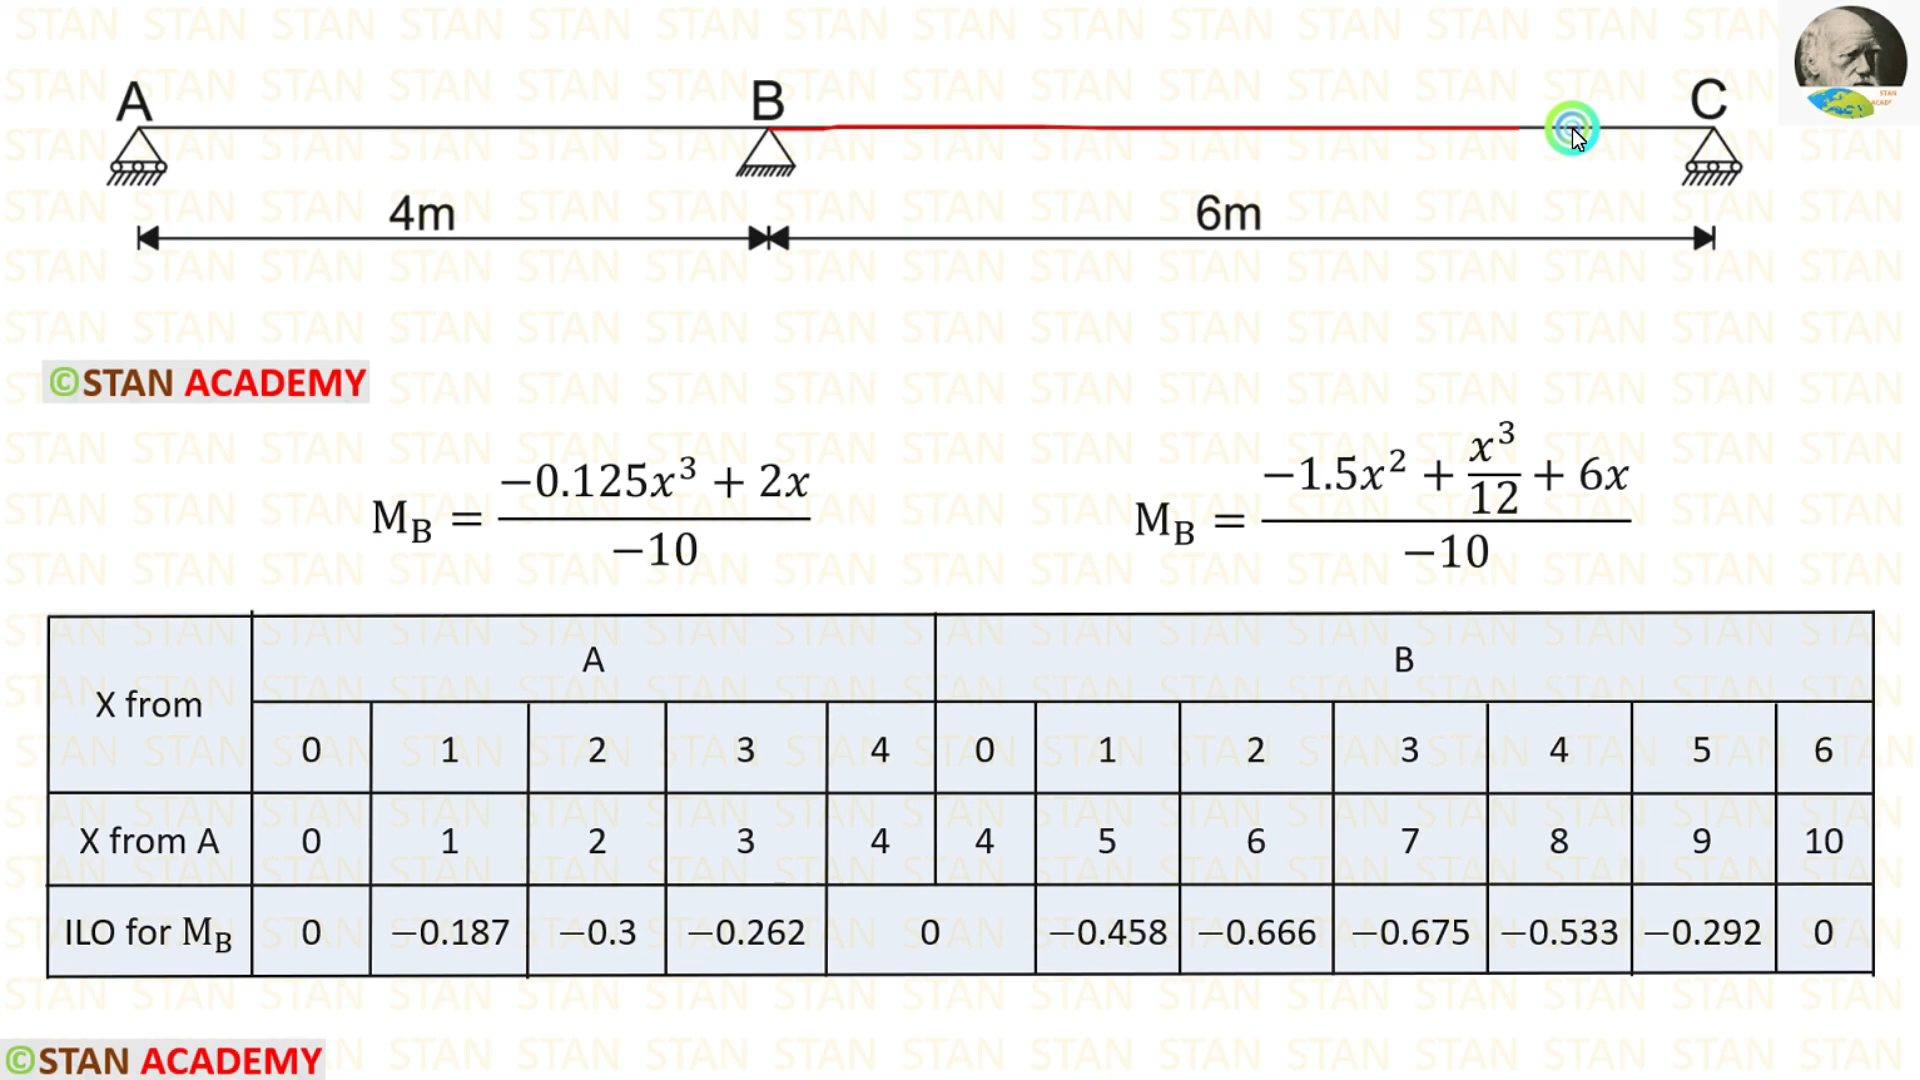 A B C
4m 6m
©STAN ACADEMY
M_B = (−0.125x³ + 2x)/(−10)
M_B = (−1.5x² + x³/12 + 6x)/(−10)
X from A B
0 1 2 3 4 0 1 2 3 4 5 6
X from A 0 1 2 3 4 4 5 6 7 8 9 10
ILO for M_B 0 −0.187 −0.3 −0.262 0 −0.458 −0.666 −0.675 −0.533 −0.292 0
©STAN ACADEMY